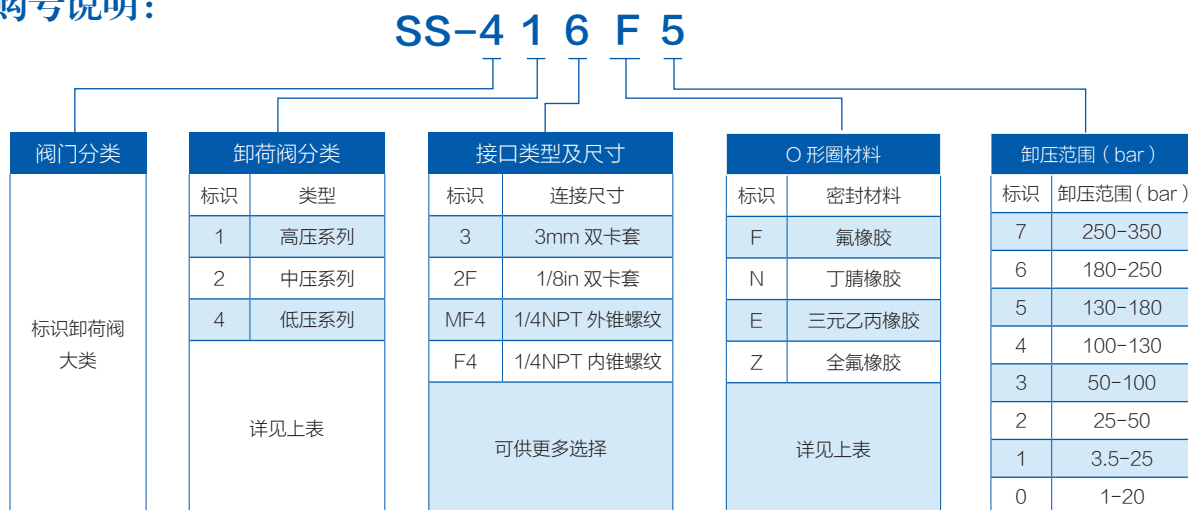 购号说明：
SS-4 1 6 F 5
阀门分类
标识卸荷阀
大类
卸荷阀分类
标识 类型
1 高压系列
2 中压系列
4 低压系列
详见上表
接口类型及尺寸
标识 连接尺寸
3 3mm 双卡套
2F 1/8in 双卡套
MF4 1/4NPT 外锥螺纹
F4 1/4NPT 内锥螺纹
可供更多选择
O 形圈材料
标识 密封材料
F 氟橡胶
N 丁腈橡胶
E 三元乙丙橡胶
Z 全氟橡胶
详见上表
卸压范围（bar）
标识 卸压范围（bar）
7 250-350
6 180-250
5 130-180
4 100-130
3 50-100
2 25-50
1 3.5-25
0 1-20